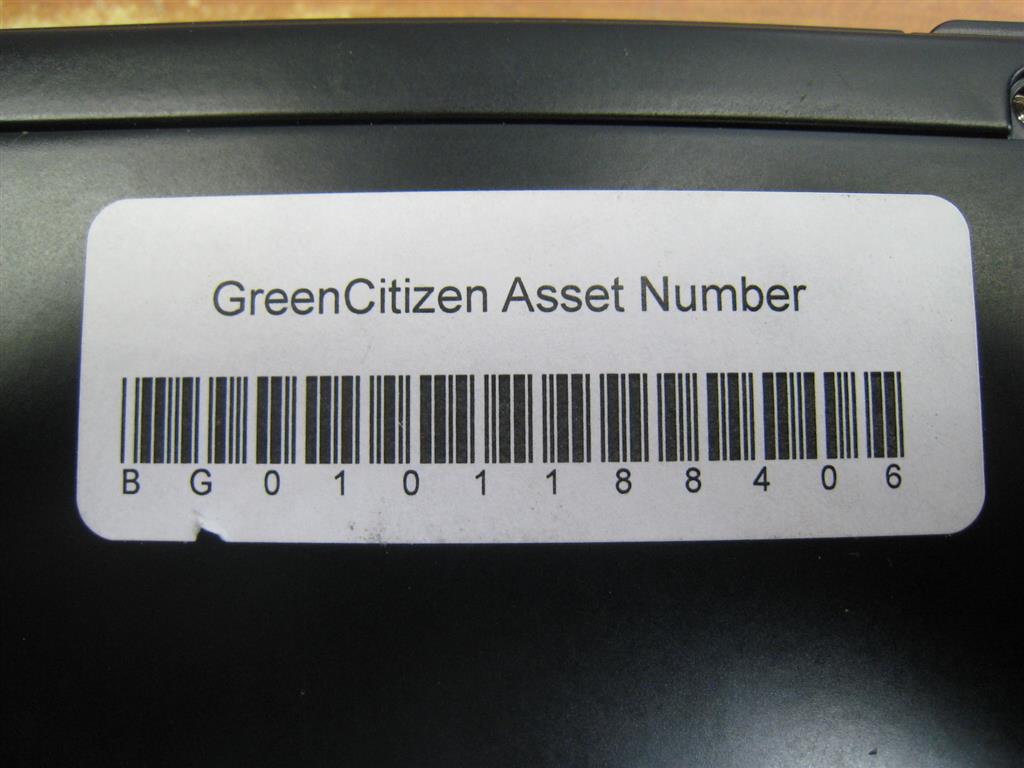 GreenCitizen Asset Number
B G 0 1 0 1 1 8 8 4 0 6